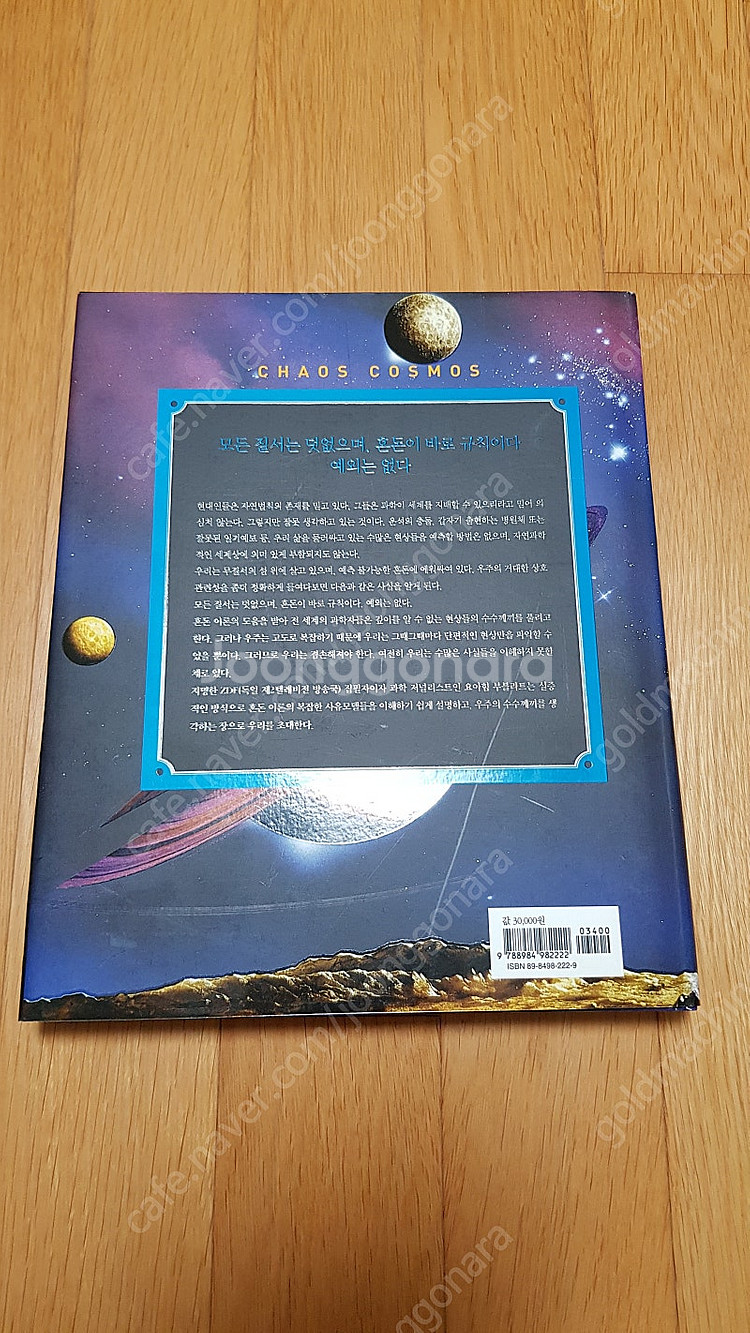 CHAOS COSMOS
모든 질서는 덧없으며, 혼돈이 바로 규칙이다
예외는 없다
현대인들은 자연법칙의 존재를 믿고 있다. 그들은 과학이 세계를 지배할 수 있으리라고 믿어 의
심치 않는다. 그렇지만 잘못 생각하고 있는 것이다. 운석의 충돌, 갑자기 출현하는 병원체 또는
잘못된 일기예보 등, 우리 삶을 둘러싸고 있는 수많은 현상들을 예측할 방법은 없으며, 자연과학
적인 세계상에 의미 있게 부합되지도 않는다.
우리는 무질서의 섬 위에 살고 있으며, 예측 불가능한 혼돈에 에워싸여 있다. 우주의 거대한 상호
관련성을 좀더 정확하게 들여다보면 다음과 같은 사실을 알게 된다.
모든 질서는 덧없으며, 혼돈이 바로 규칙이다. 예외는 없다.
혼돈 이론의 도움을 받아 전 세계의 과학자들은 깊이를 알 수 없는 현상들의 수수께끼를 풀려고
한다. 그러나 우주는 고도로 복잡하기 때문에 우리는 그때그때마다 단편적인 현상만을 파악할 수
있었을 뿐이다. 그러므로 우리는 겸손해져야 한다. 여전히 우리는 수많은 사실들을 이해하지 못한
채로 있다.
저명한 ZDF(독일 제2텔레비전 방송국) 집필자이자 과학 저널리스트인 요아힘 부블라트는 실증
적인 방식으로 혼돈 이론의 복잡한 사유모델들을 이해하기 쉽게 설명하고, 우주의 수수께끼를 생
각하는 장으로 우리를 초대한다.
값 30,000원
03400
9 788984 982222
ISBN 89-8498-222-9
joonggonara
cafe.naver.com/joonggonara
goldmachine